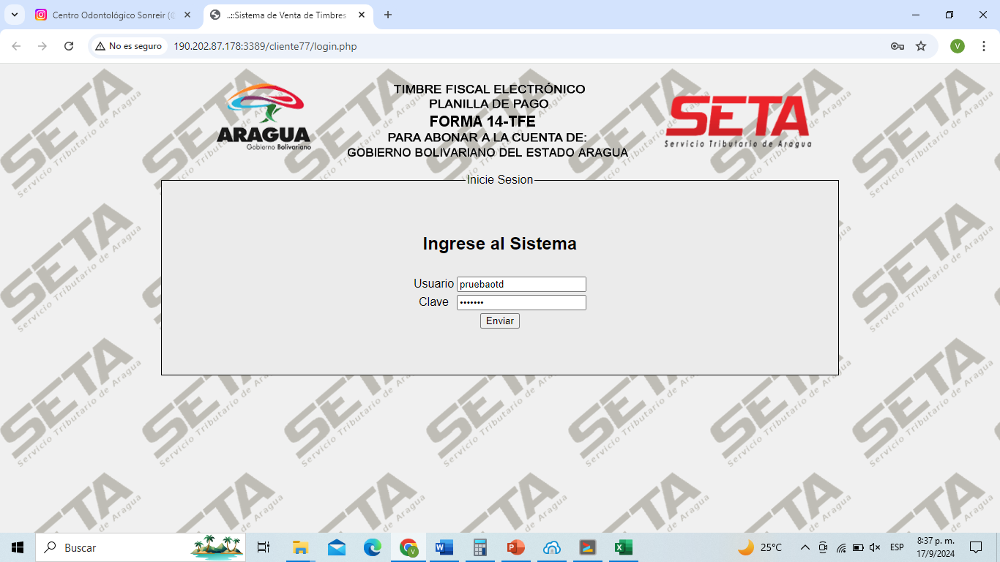 Centro Odontológico Sonreir (@
..::Sistema de Venta de Timbres
No es seguro
190.202.87.178:3389/cliente77/login.php
V
ARAGUA
Gobierno Bolivariano
TIMBRE FISCAL ELECTRÓNICO
PLANILLA DE PAGO
FORMA 14-TFE
PARA ABONAR A LA CUENTA DE:
GOBIERNO BOLIVARIANO DEL ESTADO ARAGUA
SETA
Servicio Tributario de Aragua
Inicie Sesion
Ingrese al Sistema
Usuario pruebaotd
Clave •••••••
Enviar
Buscar
25°C
ESP
8:37 p. m.
17/9/2024